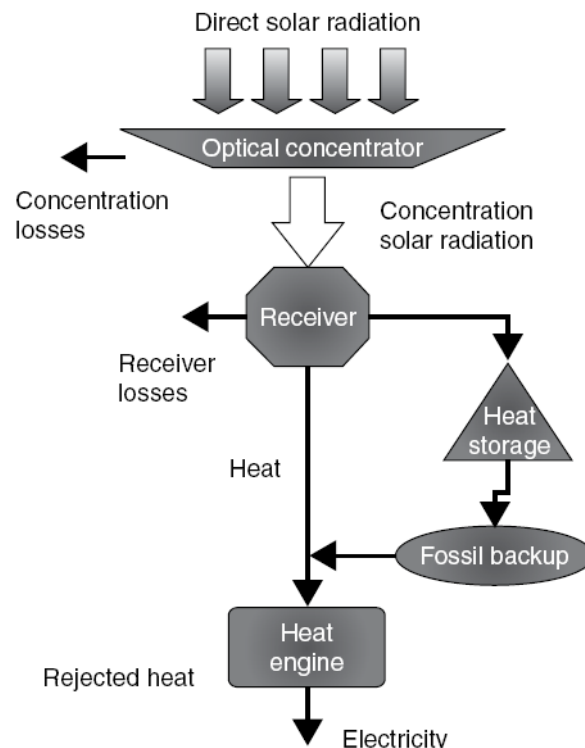 Direct solar radiation
Optical concentrator
Concentration
losses
Concentration
solar radiation
Receiver
Receiver
losses
Heat
storage
Heat
Fossil backup
Heat
engine
Rejected heat
Electricity